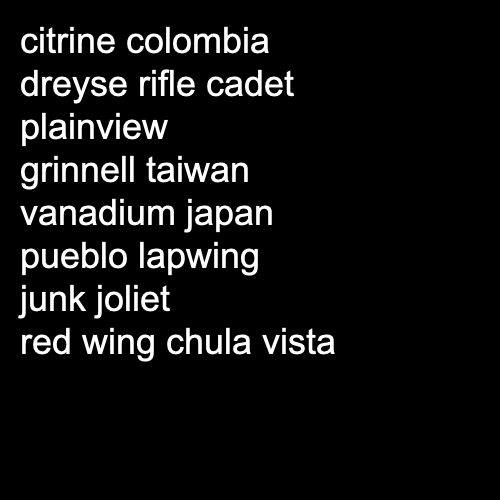 citrine colombia
dreyse rifle cadet
plainview
grinnell taiwan
vanadium japan
pueblo lapwing
junk joliet
red wing chula vista